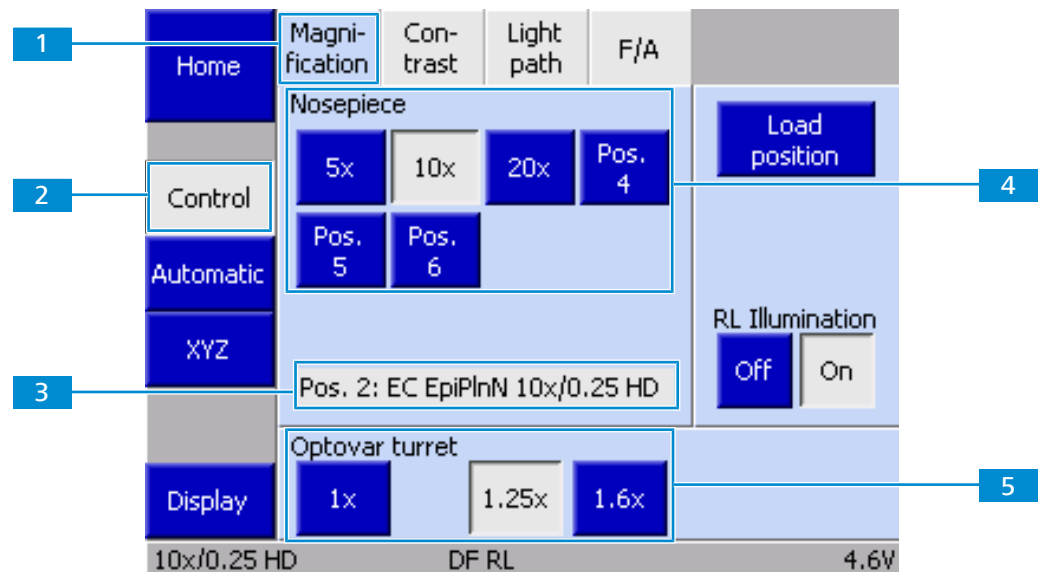 1
Home
Magni-
fication
Con-
trast
Light
path
F/A
Nosepiece
5x
10x
20x
Pos.
4
Load
position
4
2
Control
Pos.
5
Pos.
6
Automatic
XYZ
RL Illumination
Off
On
3
Pos. 2: EC EpiPlnN 10x/0.25 HD
Optovar turret
1x
1.25x
1.6x
5
Display
10x/0.25 HD
DF RL
4.6V